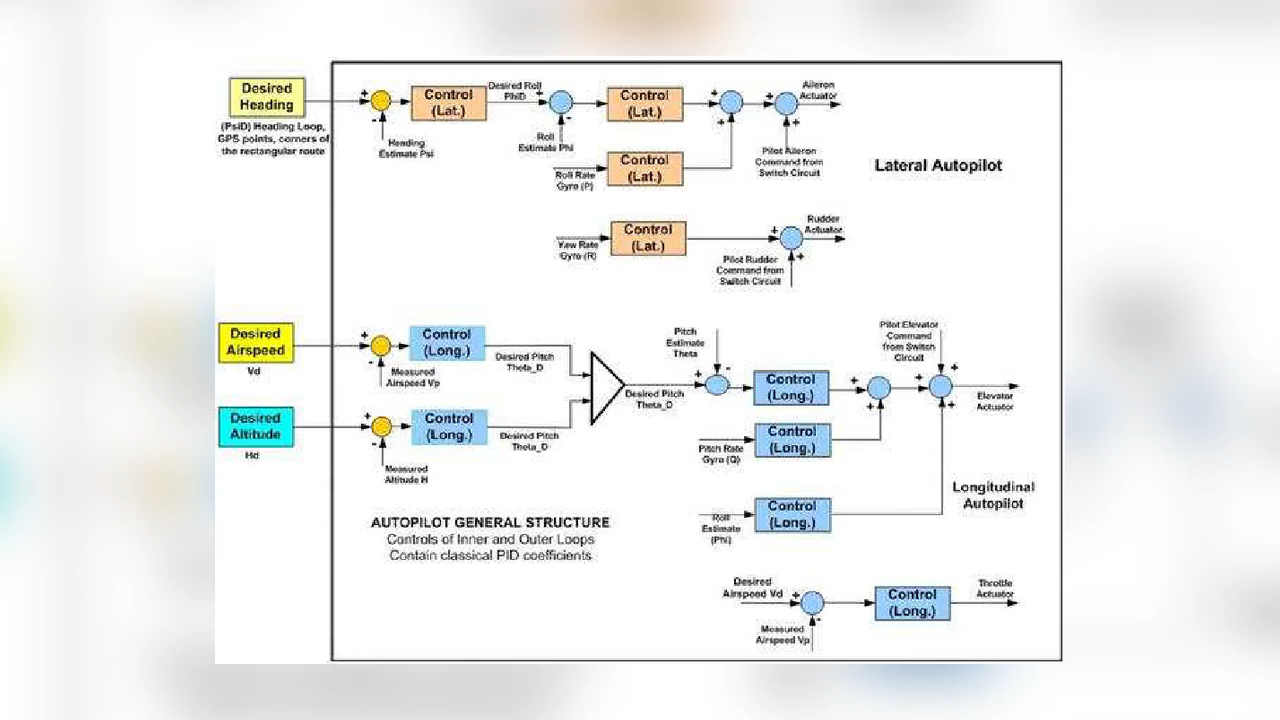 Desired
Heading
(PsiD) Heading Loop,
GPS points, corners of
the rectangular route
+
-
Heading
Estimate Psi
Control
(Lat.)
Desired Roll
PhiD
+
-
Roll
Estimate Phi
Control
(Lat.)
+
+
Roll Rate
Gyro (P)
Control
(Lat.)
+
+
Aileron
Actuator
Pilot Aileron
Command from
Switch Circuit
Lateral Autopilot
Yaw Rate
Gyro (R)
Control
(Lat.)
+
+
Rudder
Actuator
Pilot Rudder
Command from
Switch Circuit
Desired
Airspeed
Vd
+
-
Measured
Airspeed Vp
Control
(Long.)
Desired Pitch
Theta_D
Desired
Altitude
Hd
+
-
Measured
Altitude H
Control
(Long.)
Desired Pitch
Theta_D
Desired Pitch
Theta_D
Pitch
Estimate
Theta
+
-
Control
(Long.)
+
+
Pitch Rate
Gyro (Q)
Control
(Long.)
Roll
Estimate
(Phi)
Control
(Long.)
Pilot Elevator
Command
from Switch
Circuit
+
+
+
Elevator
Actuator
Longitudinal
Autopilot
AUTOPILOT GENERAL STRUCTURE
Controls of Inner and Outer Loops
Contain classical PID coefficients
Desired
Airspeed Vd
+
-
Measured
Airspeed Vp
Control
(Long.)
Throttle
Actuator